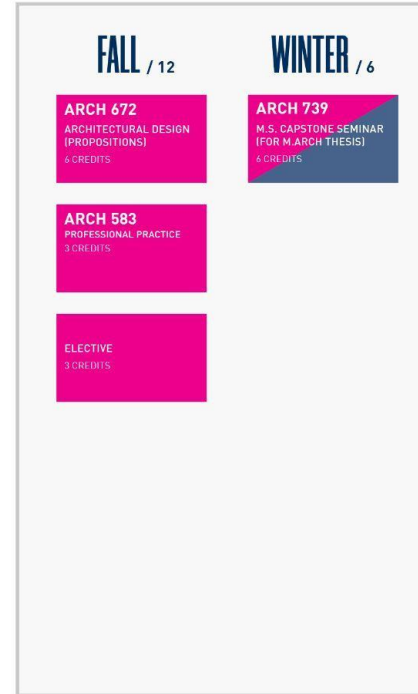 FALL / 12
ARCH 672
ARCHITECTURAL DESIGN
(PROPOSITIONS)
6 CREDITS
ARCH 583
PROFESSIONAL PRACTICE
3 CREDITS
ELECTIVE
3 CREDITS
WINTER / 6
ARCH 739
M.S. CAPSTONE SEMINAR
(FOR M.ARCH THESIS)
6 CREDITS